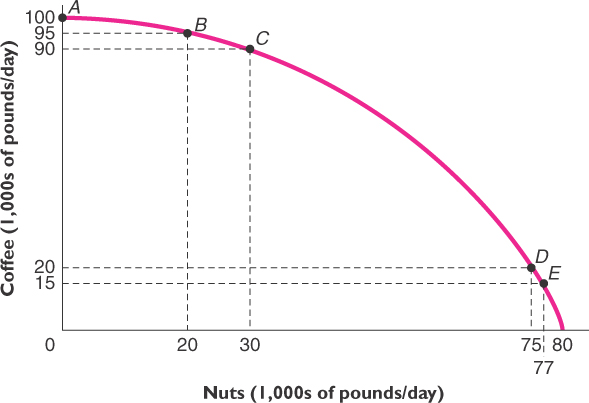 Coffee (1,000s of pounds/day)
100
95
90
20
15
A
B
C
D
E
0
20
30
75
80
77
Nuts (1,000s of pounds/day)